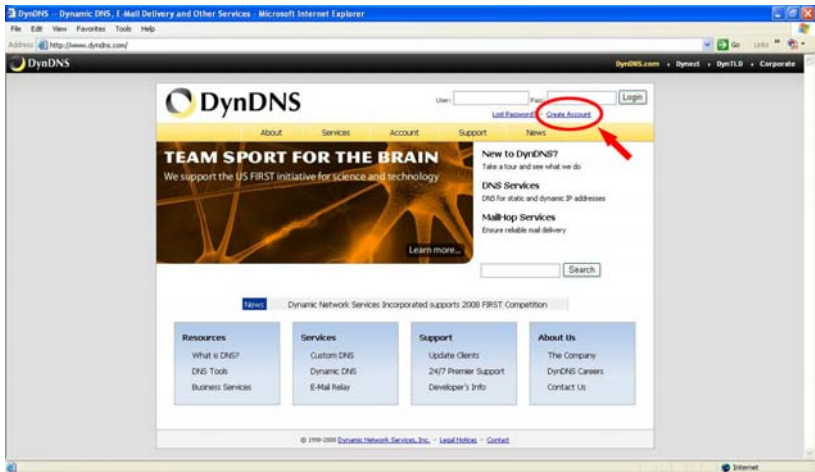 DynDNS -- Dynamic DNS, E-Mail Delivery and Other Services - Microsoft Internet Explorer
File Edit View Favorites Tools Help
Address http://www.dyndns.com/ Go Links »
DynDNS DynDNS.com Dynect DynTLD Corporate
DynDNS User: Pass: Login
Lost Password? - Create Account
About Services Account Support News
TEAM SPORT FOR THE BRAIN
We support the US FIRST initiative for science and technology
Learn more...
New to DynDNS?
Take a tour and see what we do
DNS Services
DNS for static and dynamic IP addresses
MailHop Services
Ensure reliable mail delivery
Search
News Dynamic Network Services Incorporated supports 2008 FIRST Competition
Resources
What is DNS?
DNS Tools
Business Services
Services
Custom DNS
Dynamic DNS
E-Mail Relay
Support
Update Clients
24/7 Premier Support
Developer's Info
About Us
The Company
DynDNS Careers
Contact Us
© 1998-2008 Dynamic Network Services, Inc. - Legal Notices - Contact
Internet